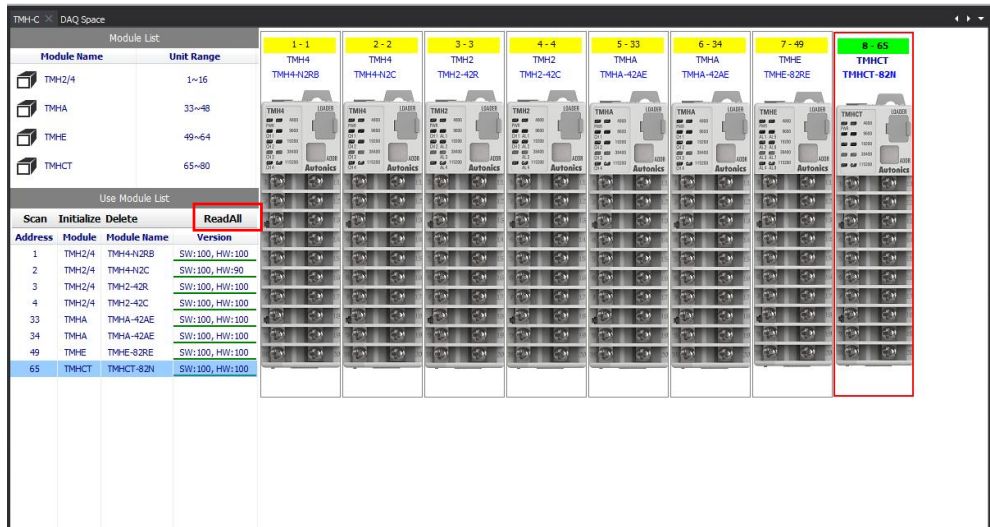 TMH-C DAQ Space
Module List
Module Name Unit Range
TMH2/4 1~16
TMHA 33~48
TMHE 49~64
TMHCT 65~80
Use Module List
Scan Initialize Delete ReadAll
Address Module Module Name Version
1 TMH2/4 TMH4-N2RB SW:100, HW:100
2 TMH2/4 TMH4-N2C SW:100, HW:90
3 TMH2/4 TMH2-42R SW:100, HW:100
4 TMH2/4 TMH2-42C SW:100, HW:100
33 TMHA TMHA-42AE SW:100, HW:100
34 TMHA TMHA-42AE SW:100, HW:100
49 TMHE TMHE-82RE SW:100, HW:100
65 TMHCT TMHCT-82N SW:100, HW:100
1 - 1 2 - 2 3 - 3 4 - 4 5 - 33 6 - 34 7 - 49 8 - 65
TMH4 TMH4 TMH2 TMH2 TMHA TMHA TMHE TMHCT
TMH4-N2RB TMH4-N2C TMH2-42R TMH2-42C TMHA-42AE TMHA-42AE TMHE-82RE TMHCT-82N
TMH4 LOADER TMH4 LOADER TMH2 LOADER TMH2 LOADER TMHA LOADER TMHA LOADER TMHE LOADER TMHCT LOADER
ADDR ADDR ADDR ADDR ADDR ADDR ADDR ADDR
Autonics Autonics Autonics Autonics Autonics Autonics Autonics Autonics